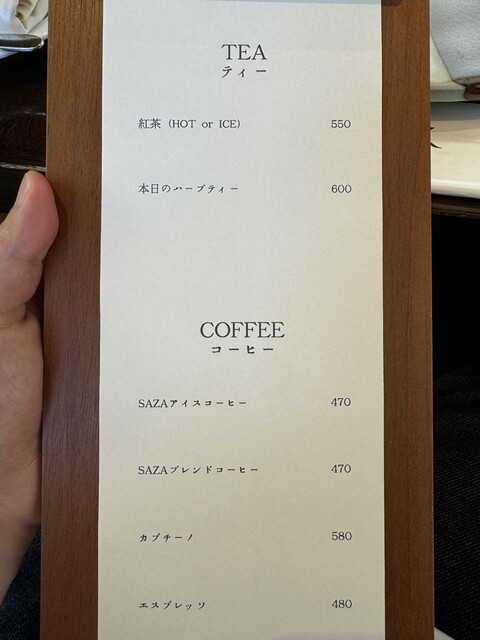 TEA
ティー
紅茶 (HOT or ICE) 550
本日のハーブティー 600
COFFEE
コーヒー
SAZAアイスコーヒー 470
SAZAブレンドコーヒー 470
カプチーノ 580
エスプレッソ 480